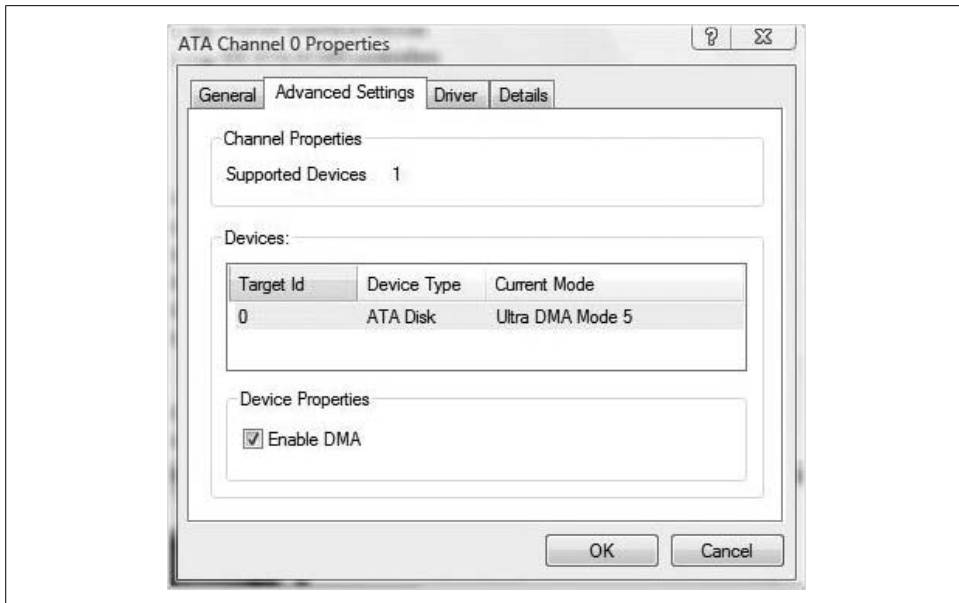 ATA Channel 0 Properties
General Advanced Settings Driver Details
Channel Properties
Supported Devices 1
Devices:
Target Id Device Type Current Mode
0 ATA Disk Ultra DMA Mode 5
Device Properties
Enable DMA
OK Cancel